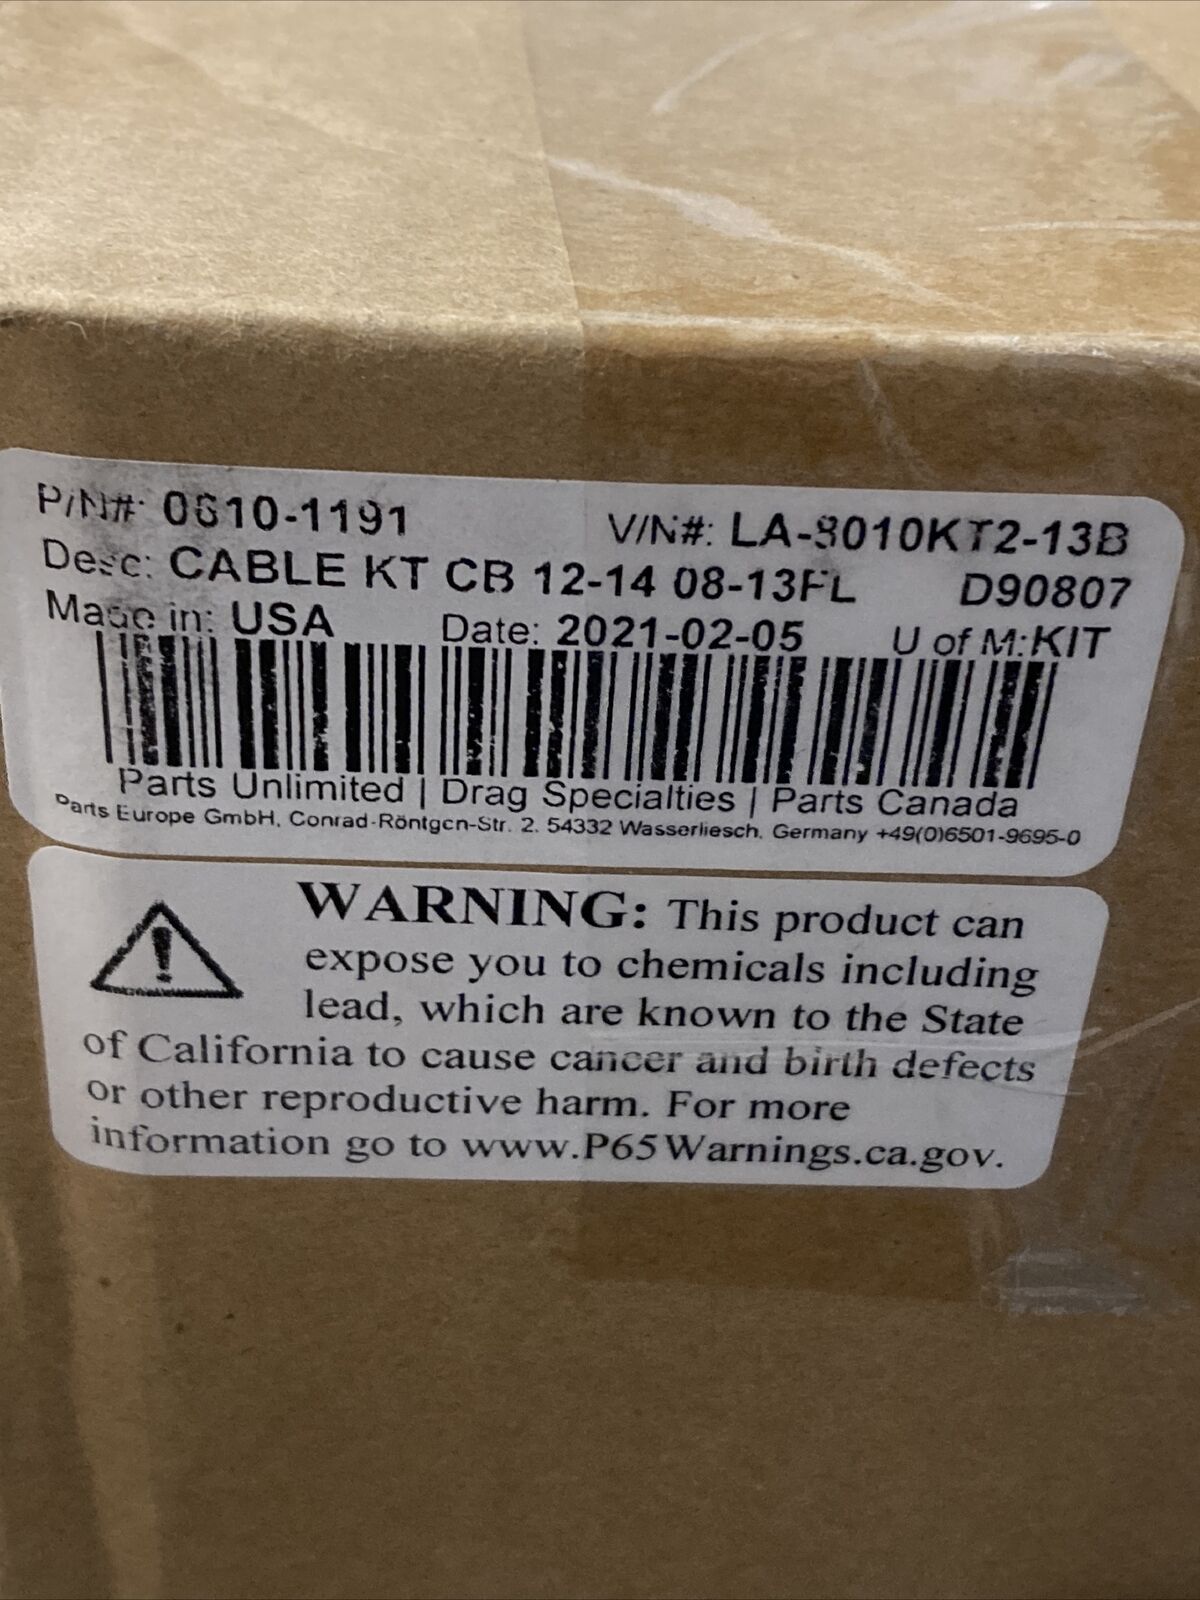 P/N#: 0610-1191 V/N#: LA-8010KT2-13B
Desc: CABLE KT CB 12-14 08-13FL D90807
Made in: USA Date: 2021-02-05 U of M: KIT
Parts Unlimited | Drag Specialties | Parts Canada
Parts Europe GmbH, Conrad-Röntgen-Str. 2, 54332 Wasserliesch, Germany +49(0)6501-9695-0
WARNING: This product can
expose you to chemicals including
lead, which are known to the State
of California to cause cancer and birth defects
or other reproductive harm. For more
information go to www.P65Warnings.ca.gov.